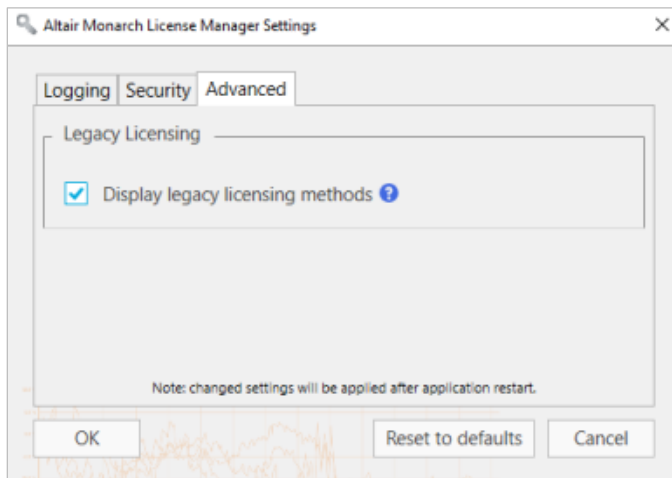 Altair Monarch License Manager Settings
Logging Security Advanced
Legacy Licensing
Display legacy licensing methods ?
Note: changed settings will be applied after application restart.
OK Reset to defaults Cancel